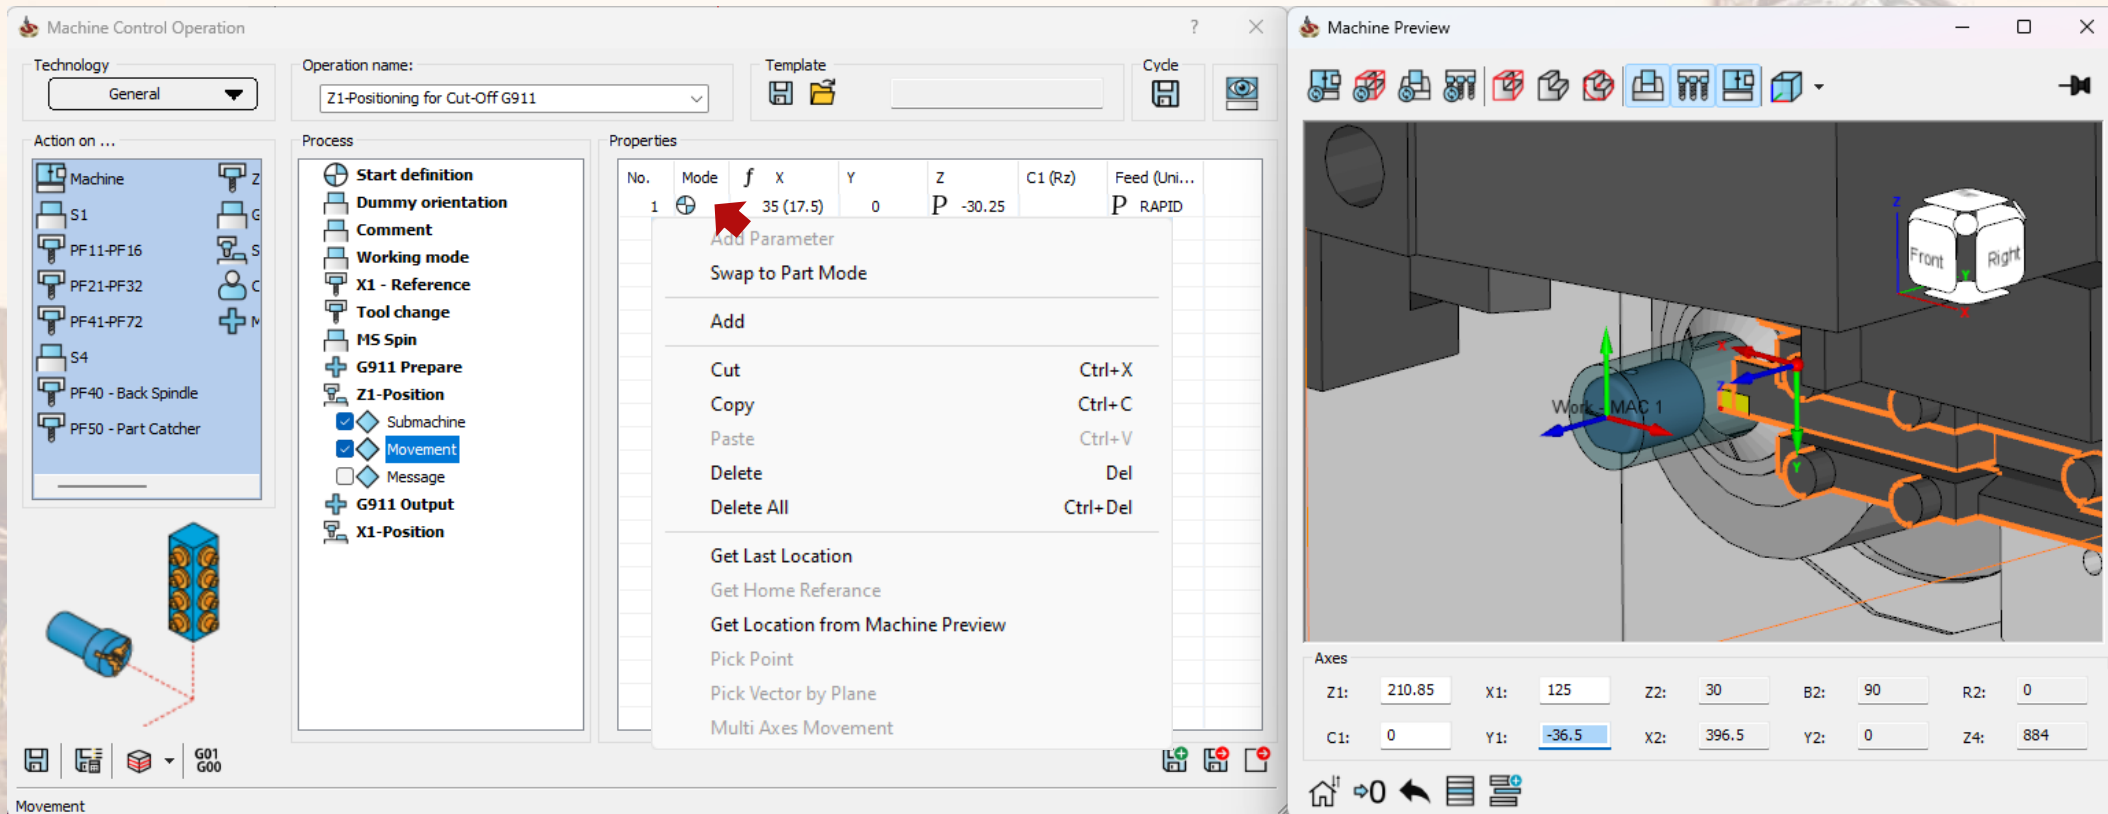 Machine Control Operation
?
Technology
General
Operation name:
Z1-Positioning for Cut-Off G911
Template
Cycle
Action on ...
Machine
Z
S1
G
PF11-PF16
S
PF21-PF32
C
PF41-PF72
M
S4
PF40 - Back Spindle
PF50 - Part Catcher
Process
Start definition
Dummy orientation
Comment
Working mode
X1 - Reference
Tool change
MS Spin
G911 Prepare
Z1-Position
Submachine
Movement
Message
G911 Output
X1-Position
Properties
No. Mode f X Y Z C1 (Rz) Feed (Uni...
1 35 (17.5) 0 P -30.25 P RAPID
Add Parameter
Swap to Part Mode
Add
Cut Ctrl+X
Copy Ctrl+C
Paste Ctrl+V
Delete Del
Delete All Ctrl+Del
Get Last Location
Get Home Referance
Get Location from Machine Preview
Pick Point
Pick Vector by Plane
Multi Axes Movement
G01
G00
Movement
Machine Preview
Z
Front
Right
Y
X
Work - MAC 1
X
Z
Y
Axes
Z1: 210.85 X1: 125 Z2: 30 B2: 90 R2: 0
C1: 0 Y1: -36.5 X2: 396.5 Y2: 0 Z4: 884
0